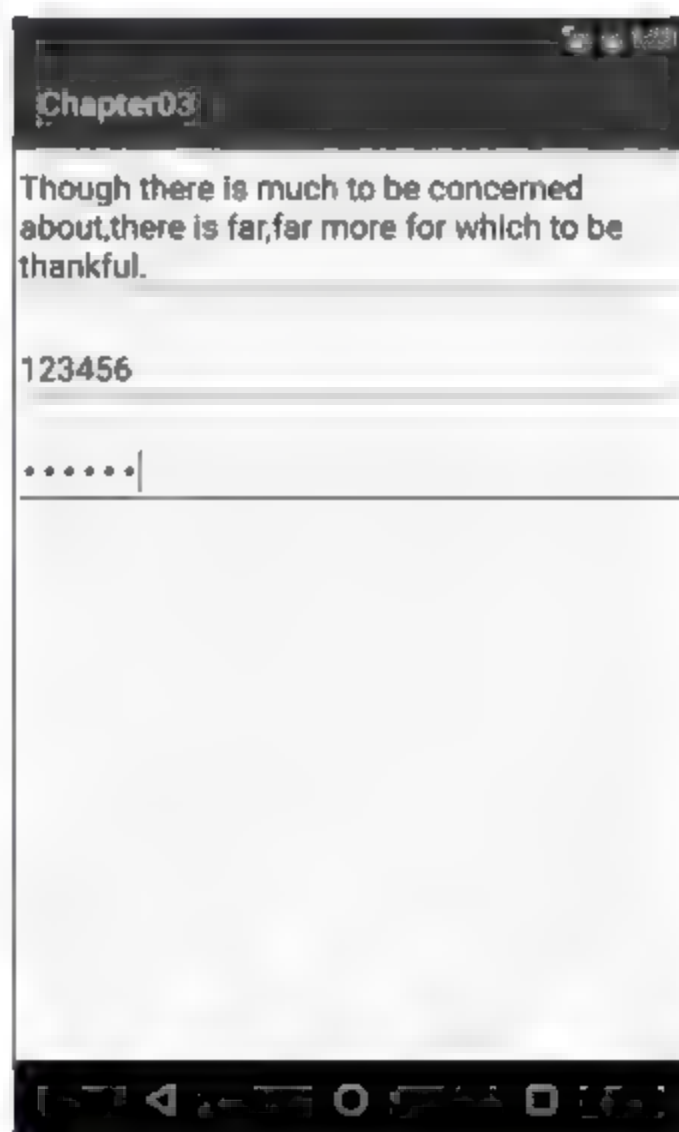 Chapter03
Though there is much to be concerned
about,there is far,far more for which to be
thankful.
123456
••••••